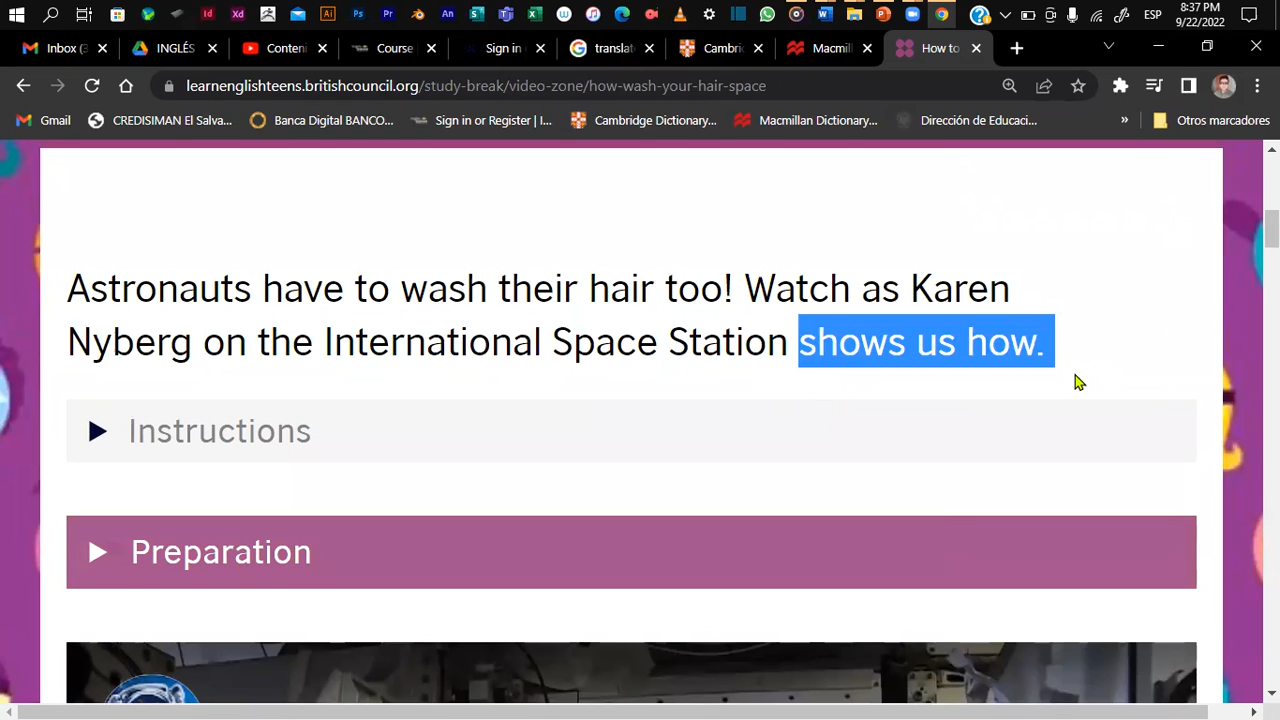 8:37 PM
ESP
9/22/2022
Inbox (3
INGLÉS
Conteni
Course
Sign in
translat
Cambri
Macmill
How to
learnenglishteens.britishcouncil.org/study-break/video-zone/how-wash-your-hair-space
Gmail
CREDISIMAN El Salva...
Banca Digital BANCO...
Sign in or Register | I...
Cambridge Dictionary...
Macmillan Dictionary...
Dirección de Educaci...
»
Otros marcadores
Astronauts have to wash their hair too! Watch as Karen
Nyberg on the International Space Station shows us how.
Instructions
Preparation